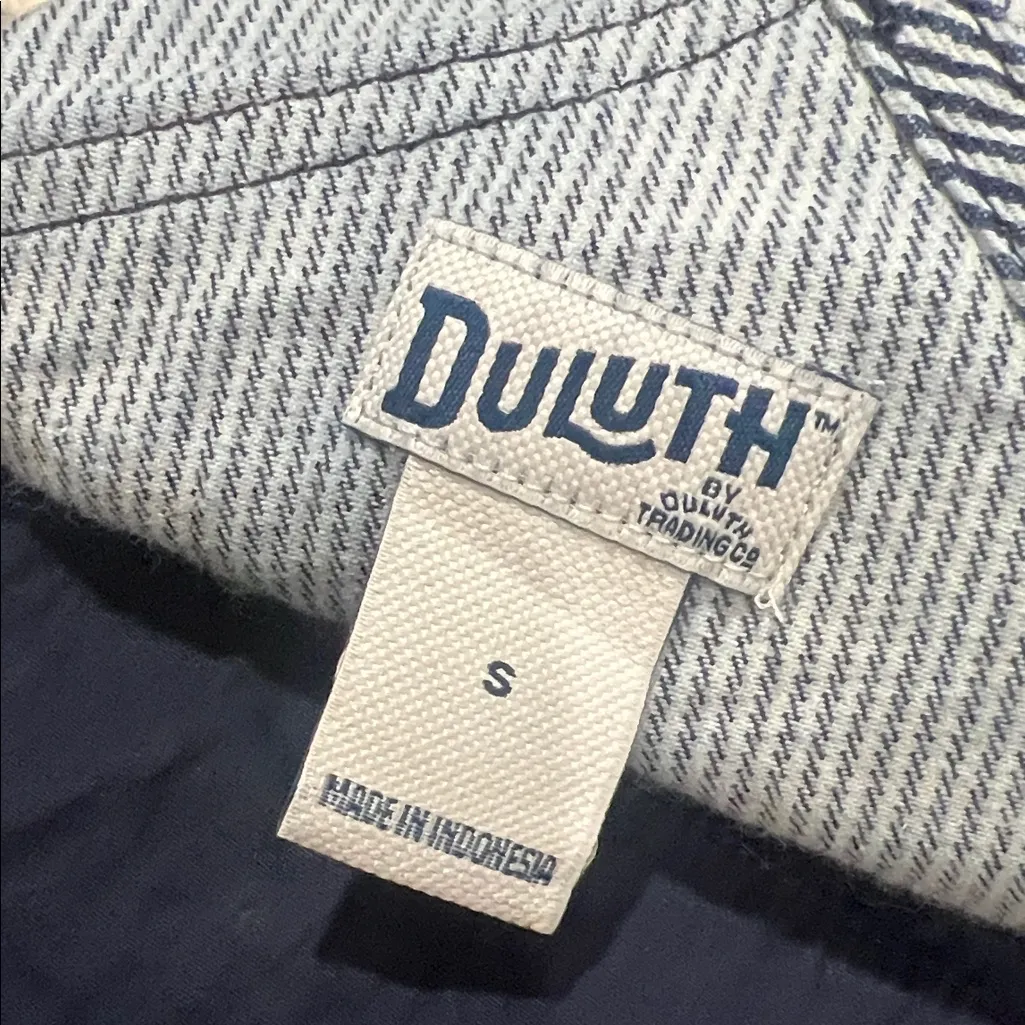 DULUTH™
BY
DULUTH
TRADING CO
S
MADE IN INDONESIA